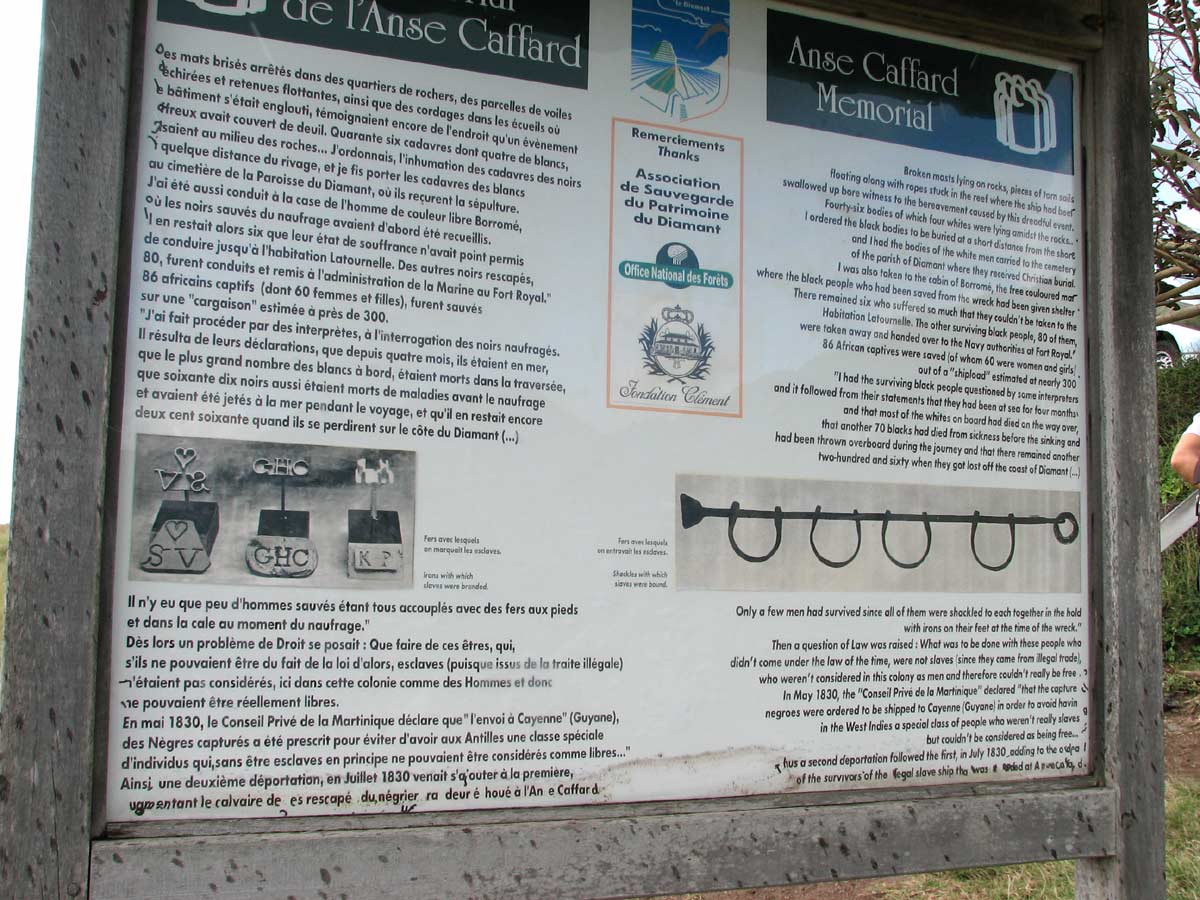 de l'Anse Caffard
Des mats brisés arrêtés dans des quartiers de rochers, des parcelles de voiles
échirées et retenues flottantes, ainsi que des cordages dans les écueils où
e bâtiment s'était englouti, témoignaient encore de l'endroit qu'un évènement
ffreux avait couvert de deuil. Quarante six cadavres dont quatre de blancs,
isaient au milieu des roches... J'ordonnais, l'inhumation des cadavres des noirs
quelque distance du rivage, et je fis porter les cadavres des blancs
au cimetière de la Paroisse du Diamant, où ils reçurent la sépulture.
J'ai été aussi conduit à la case de l'homme de couleur libre Borromé,
où les noirs sauvés du naufrage avaient d'abord été recueillis.
Il en restait alors six que leur état de souffrance n'avait point permis
de conduire jusqu'à l'habitation Latournelle. Des autres noirs rescapés,
80, furent conduits et remis à l'administration de la Marine au Fort Royal."
86 africains captifs (dont 60 femmes et filles), furent sauvés
sur une "cargaison" estimée à près de 300.
"J'ai fait procéder par des interprètes, à l'interrogation des noirs naufragés.
Il résulta de leurs déclarations, que depuis quatre mois, ils étaient en mer,
que le plus grand nombre des blancs à bord, étaient morts dans la traversée,
que soixante dix noirs aussi étaient morts de maladies avant le naufrage
et avaient été jetés à la mer pendant le voyage, et qu'il en restait encore
deux cent soixante quand ils se perdirent sur le côte du Diamant (...)
V &
GHC
S V
GHC
K P
Fers avec lesquels
on marquait les esclaves.
Irons with which
slaves were branded.
Il n'y eu que peu d'hommes sauvés étant tous accouplés avec des fers aux pieds
et dans la cale au moment du naufrage."
Dès lors un problème de Droit se posait : Que faire de ces êtres, qui,
s'ils ne pouvaient être du fait de la loi d'alors, esclaves (puisque issus de la traite illégale)
n'étaient pas considérés, ici dans cette colonie comme des Hommes et donc
ne pouvaient être réellement libres.
En mai 1830, le Conseil Privé de la Martinique déclare que "l'envoi à Cayenne" (Guyane),
des Nègres capturés a été prescrit pour éviter d'avoir aux Antilles une classe spéciale
d'individus qui,sans être esclaves en principe ne pouvaient être considérés comme libres..."
Ainsi, une deuxième déportation, en Juillet 1830 venait s'a outer à la première,
ugmentant le calvaire de es rescapé du négrier ra deur é houé à l'An e Caffard
Le Diamant
Remerciements
Thanks
Association
de Sauvegarde
du Patrimoine
du Diamant
Office National des Forêts
Fondation Clément
Anse Caffard
Memorial
Broken masts lying on rocks, pieces of torn sails
floating along with ropes stuck in the reef where the ship had beer
swallowed up bore witness to the bereavement caused by this dreadful event.
Fourty-six bodies of which four whites were lying amidst the rocks...
I ordered the black bodies to be buried at a short distance from the shore
and I had the bodies of the white men carried to the cemetery
of the parish of Diamant where they received Christian burial.
I was also taken to the cabin of Borromé, the free couloured mar
where the black people who had been saved from the wreck had been given shelter
There remained six who suffered so much that they couldn't be taken to the
Habitation Latournelle. The other surviving black people, 80 of them,
were taken away and handed over to the Navy authorities at Fort Royal."
86 African captives were saved (of whom 60 were women and girls)
out of a "shipload" estimated at nearly 300
"I had the surviving black people questioned by some interpreters
and it followed from their statements that they had been at sea for four months
and that most of the whites on board had died on the way over,
that another 70 blacks had died from sickness before the sinking and
had been thrown overboard during the journey and that there remained another
two-hundred and sixty when they got lost off the coast of Diamant (...)
Fers avec lesquels
on entravait les esclaves.
Shackles with which
slaves were bound.
Only a few men had survived since all of them were shackled to each together in the hold
with irons on their feet at the time of the wreck."
Then a question of Law was raised : What was to be done with these people who
didn't come under the law of the time, were not slaves (since they came from illegal trade),
who weren't considered in this colony as men and therefore couldn't really be free
In May 1830, the "Conseil Privé de la Martinique" declared "that the capture
negroes were ordered to be shipped to Cayenne (Guyane) in order to avoid havin
in the West Indies a special class of people who weren't really slaves
but couldn't be considered as being free...
hus a second deportation followed the first, in July 1830 adding to the ordea
of the survivors of the egal slave ship tha was